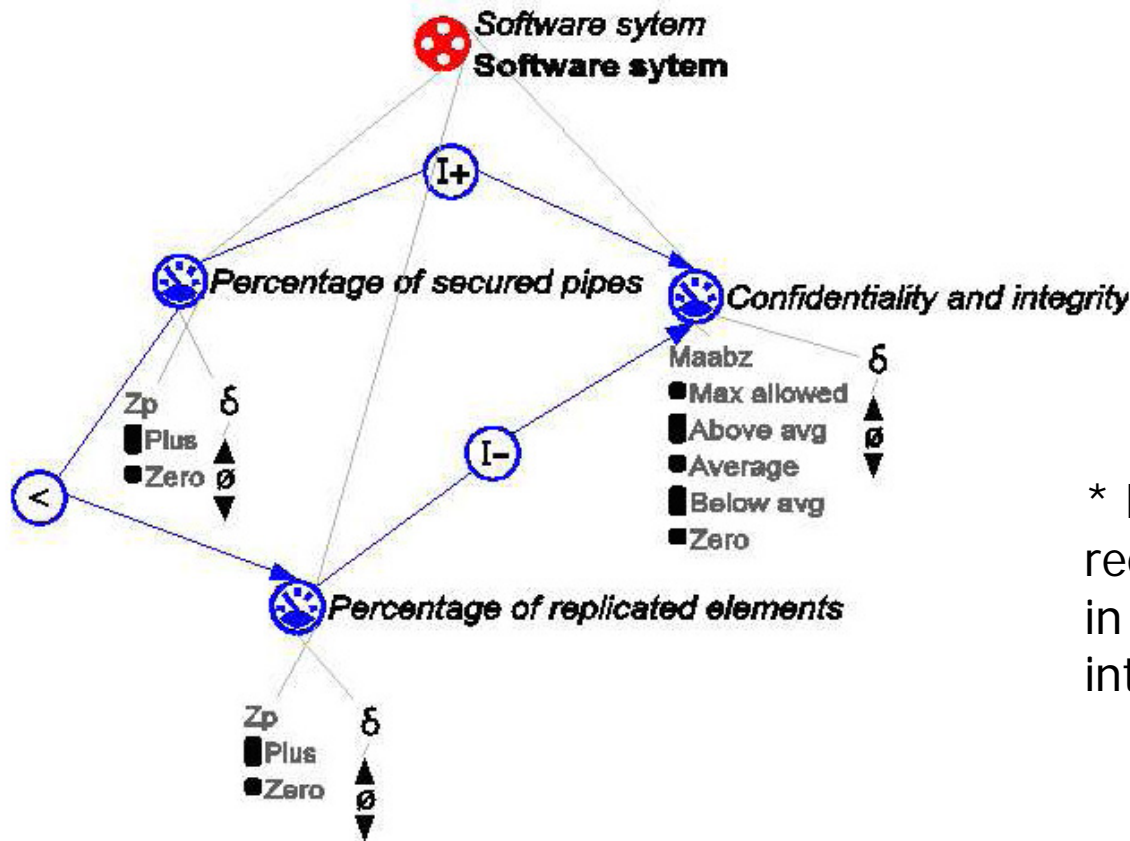 Software sytem
Software sytem
I+
Percentage of secured pipes
Confidentiality and integrity
Zp
δ
Plus
Zero
ø
Maabz
δ
Max allowed
Above avg
ø
Average
Below avg
Zero
I-
<
*
in
Percentage of replicated elements
Zp
δ
Plus
Zero
ø